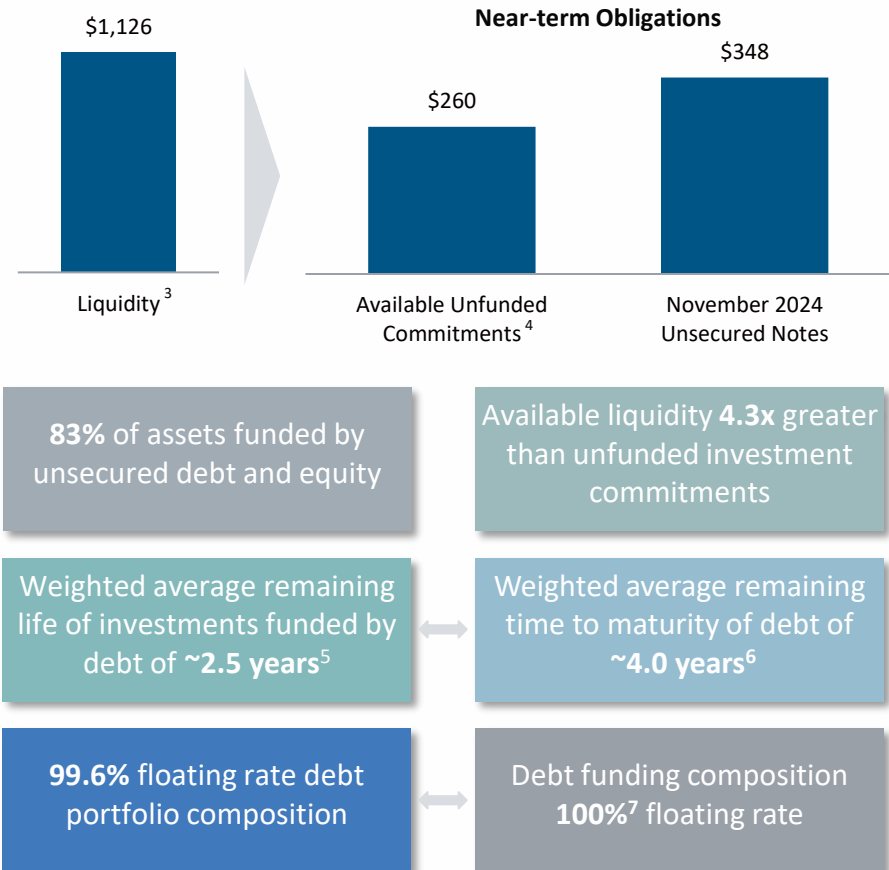 Near-term Obligations
$1,126
$260
$348
Liquidity 3
Available Unfunded
Commitments 4
November 2024
Unsecured Notes
83% of assets funded by
unsecured debt and equity
Available liquidity 4.3x greater
than unfunded investment
commitments
Weighted average remaining
life of investments funded by
debt of ~2.5 years5
Weighted average remaining
time to maturity of debt of
~4.0 years6
99.6% floating rate debt
portfolio composition
Debt funding composition
100%7 floating rate